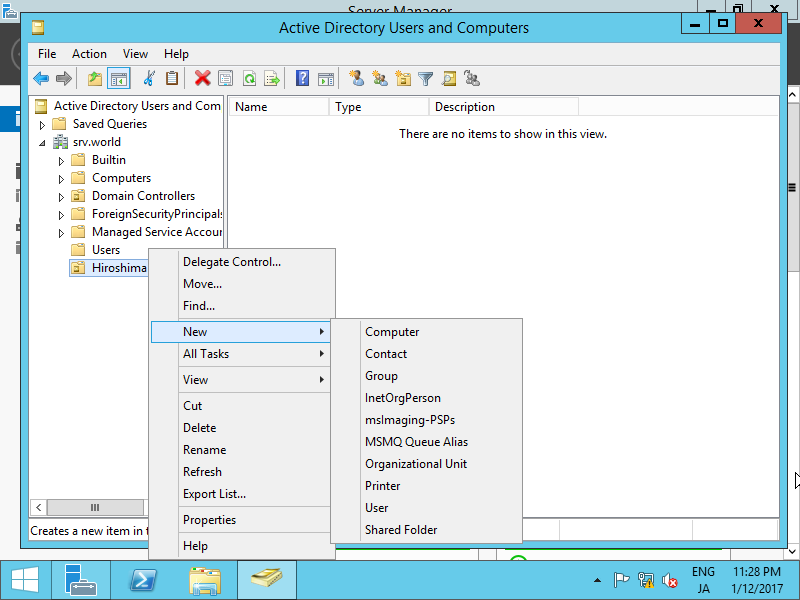 Server Manager
Active Directory Users and Computers
File Action View Help
Active Directory Users and Com
Name Type Description
Saved Queries
There are no items to show in this view.
srv.world
Builtin
Computers
Domain Controllers
ForeignSecurityPrincipals
Managed Service Accour
Users
Hiroshima
Delegate Control...
Move...
Find...
New
All Tasks
View
Cut
Delete
Rename
Refresh
Export List...
Properties
Help
Computer
Contact
Group
InetOrgPerson
msImaging-PSPs
MSMQ Queue Alias
Organizational Unit
Printer
User
Shared Folder
Creates a new item in t
ENG
JA
11:28 PM
1/12/2017